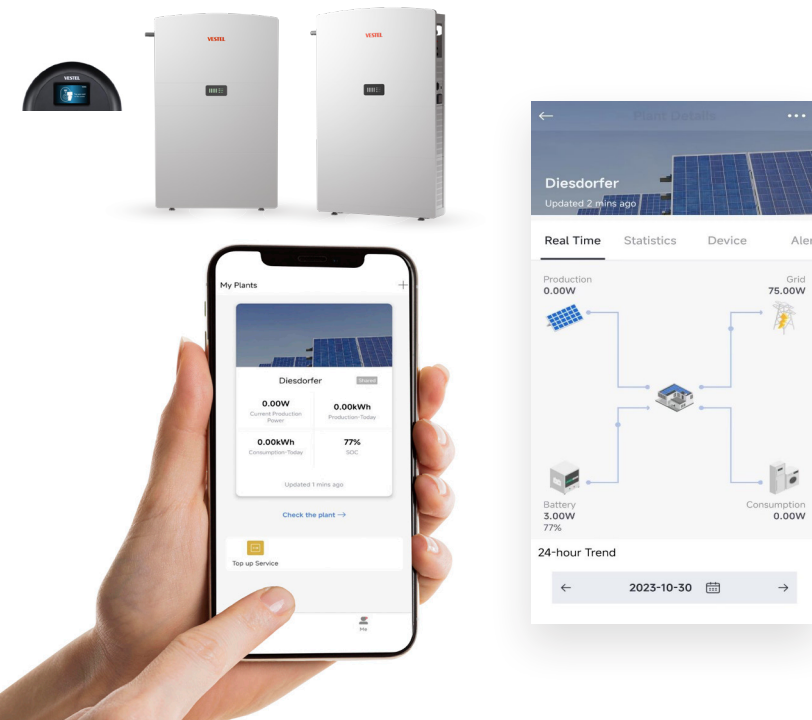 VESTEL
VESTEL
VESTEL
My Plants
+
Diesdorfer
Shared
0.00W
Current Production
Power
0.00kWh
Production-Today
0.00kWh
Consumption-Today
77%
SOC
Updated 1 mins ago
Check the plant →
Top up Service
Me
← Plant Details ...
Diesdorfer
Updated 2 mins ago
Real Time Statistics Device Aler
Production
0.00W
Grid
75.00W
Battery
3.00W
77%
Consumption
0.00W
24-hour Trend
← 2023-10-30 →